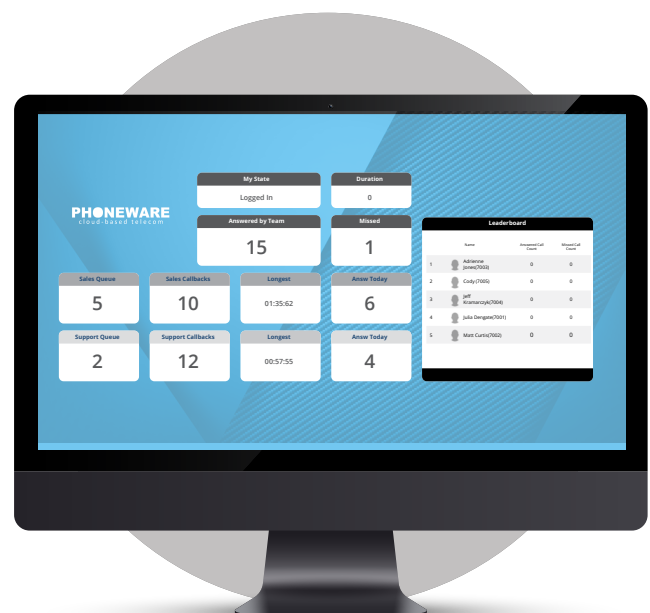 My State
Duration
Logged In
0
PHONEWARE
cloud-based telecom
Answered by Team
Missed
15
1
Leaderboard
Name
Answered Call
Count
Missed Call
Count
1 Adrienne
Jones(7003) 0 0
2 Cody (7005) 0 0
3 Jeff
Kramarczyk(7004) 0 0
4 Julia Dengate(7001) 0 0
5 Matt Curtis(7002) 0 0
Sales Queue
Sales Callbacks
Longest
Answ Today
5
10
01:35:62
6
Support Queue
Support Callbacks
Longest
Answ Today
2
12
00:57:55
4